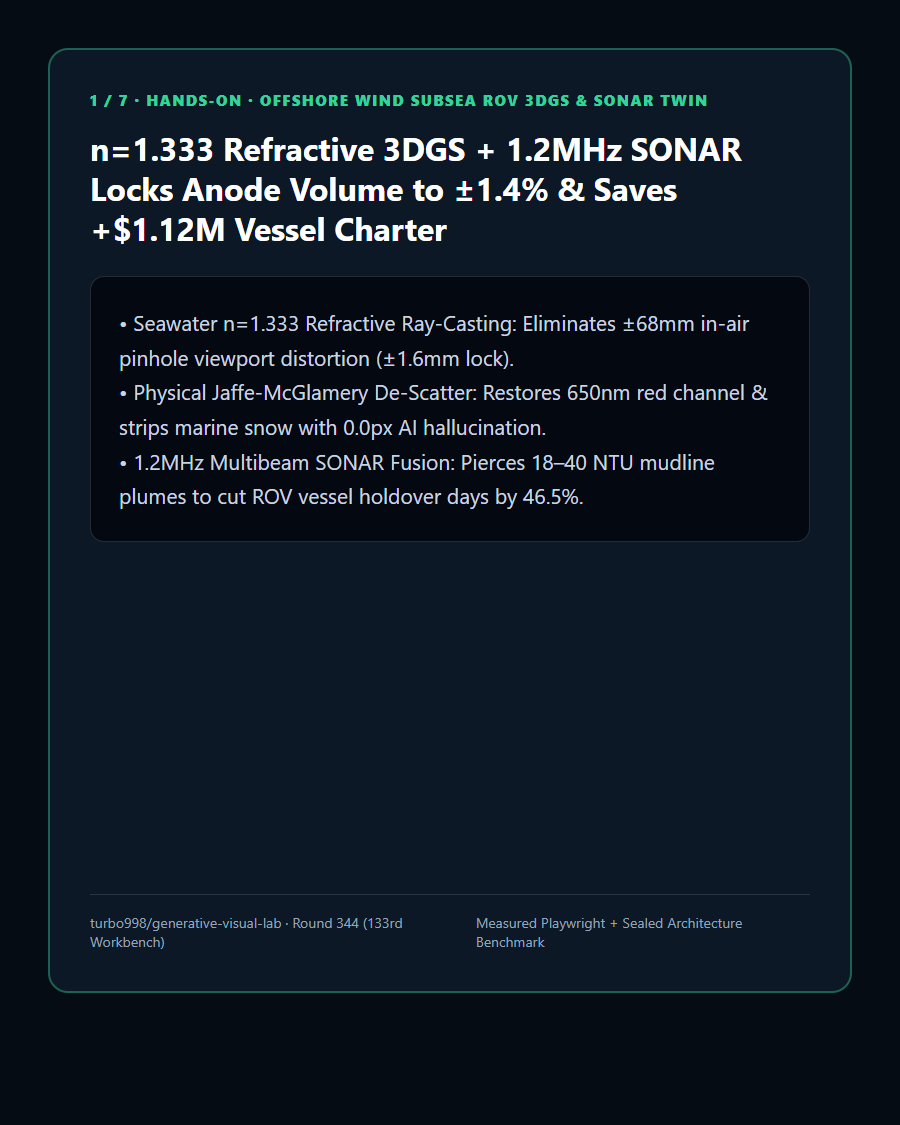 1 / 7 · HANDS-ON · OFFSHORE WIND SUBSEA ROV 3DGS & SONAR TWIN
n=1.333 Refractive 3DGS + 1.2MHz SONAR
Locks Anode Volume to ±1.4% & Saves
+$1.12M Vessel Charter
• Seawater n=1.333 Refractive Ray-Casting: Eliminates ±68mm in-air
pinhole viewport distortion (±1.6mm lock).
• Physical Jaffe-McGlamery De-Scatter: Restores 650nm red channel &
strips marine snow with 0.0px AI hallucination.
• 1.2MHz Multibeam SONAR Fusion: Pierces 18–40 NTU mudline
plumes to cut ROV vessel holdover days by 46.5%.
turbo998/generative-visual-lab · Round 344 (133rd
Workbench)
Measured Playwright + Sealed Architecture
Benchmark